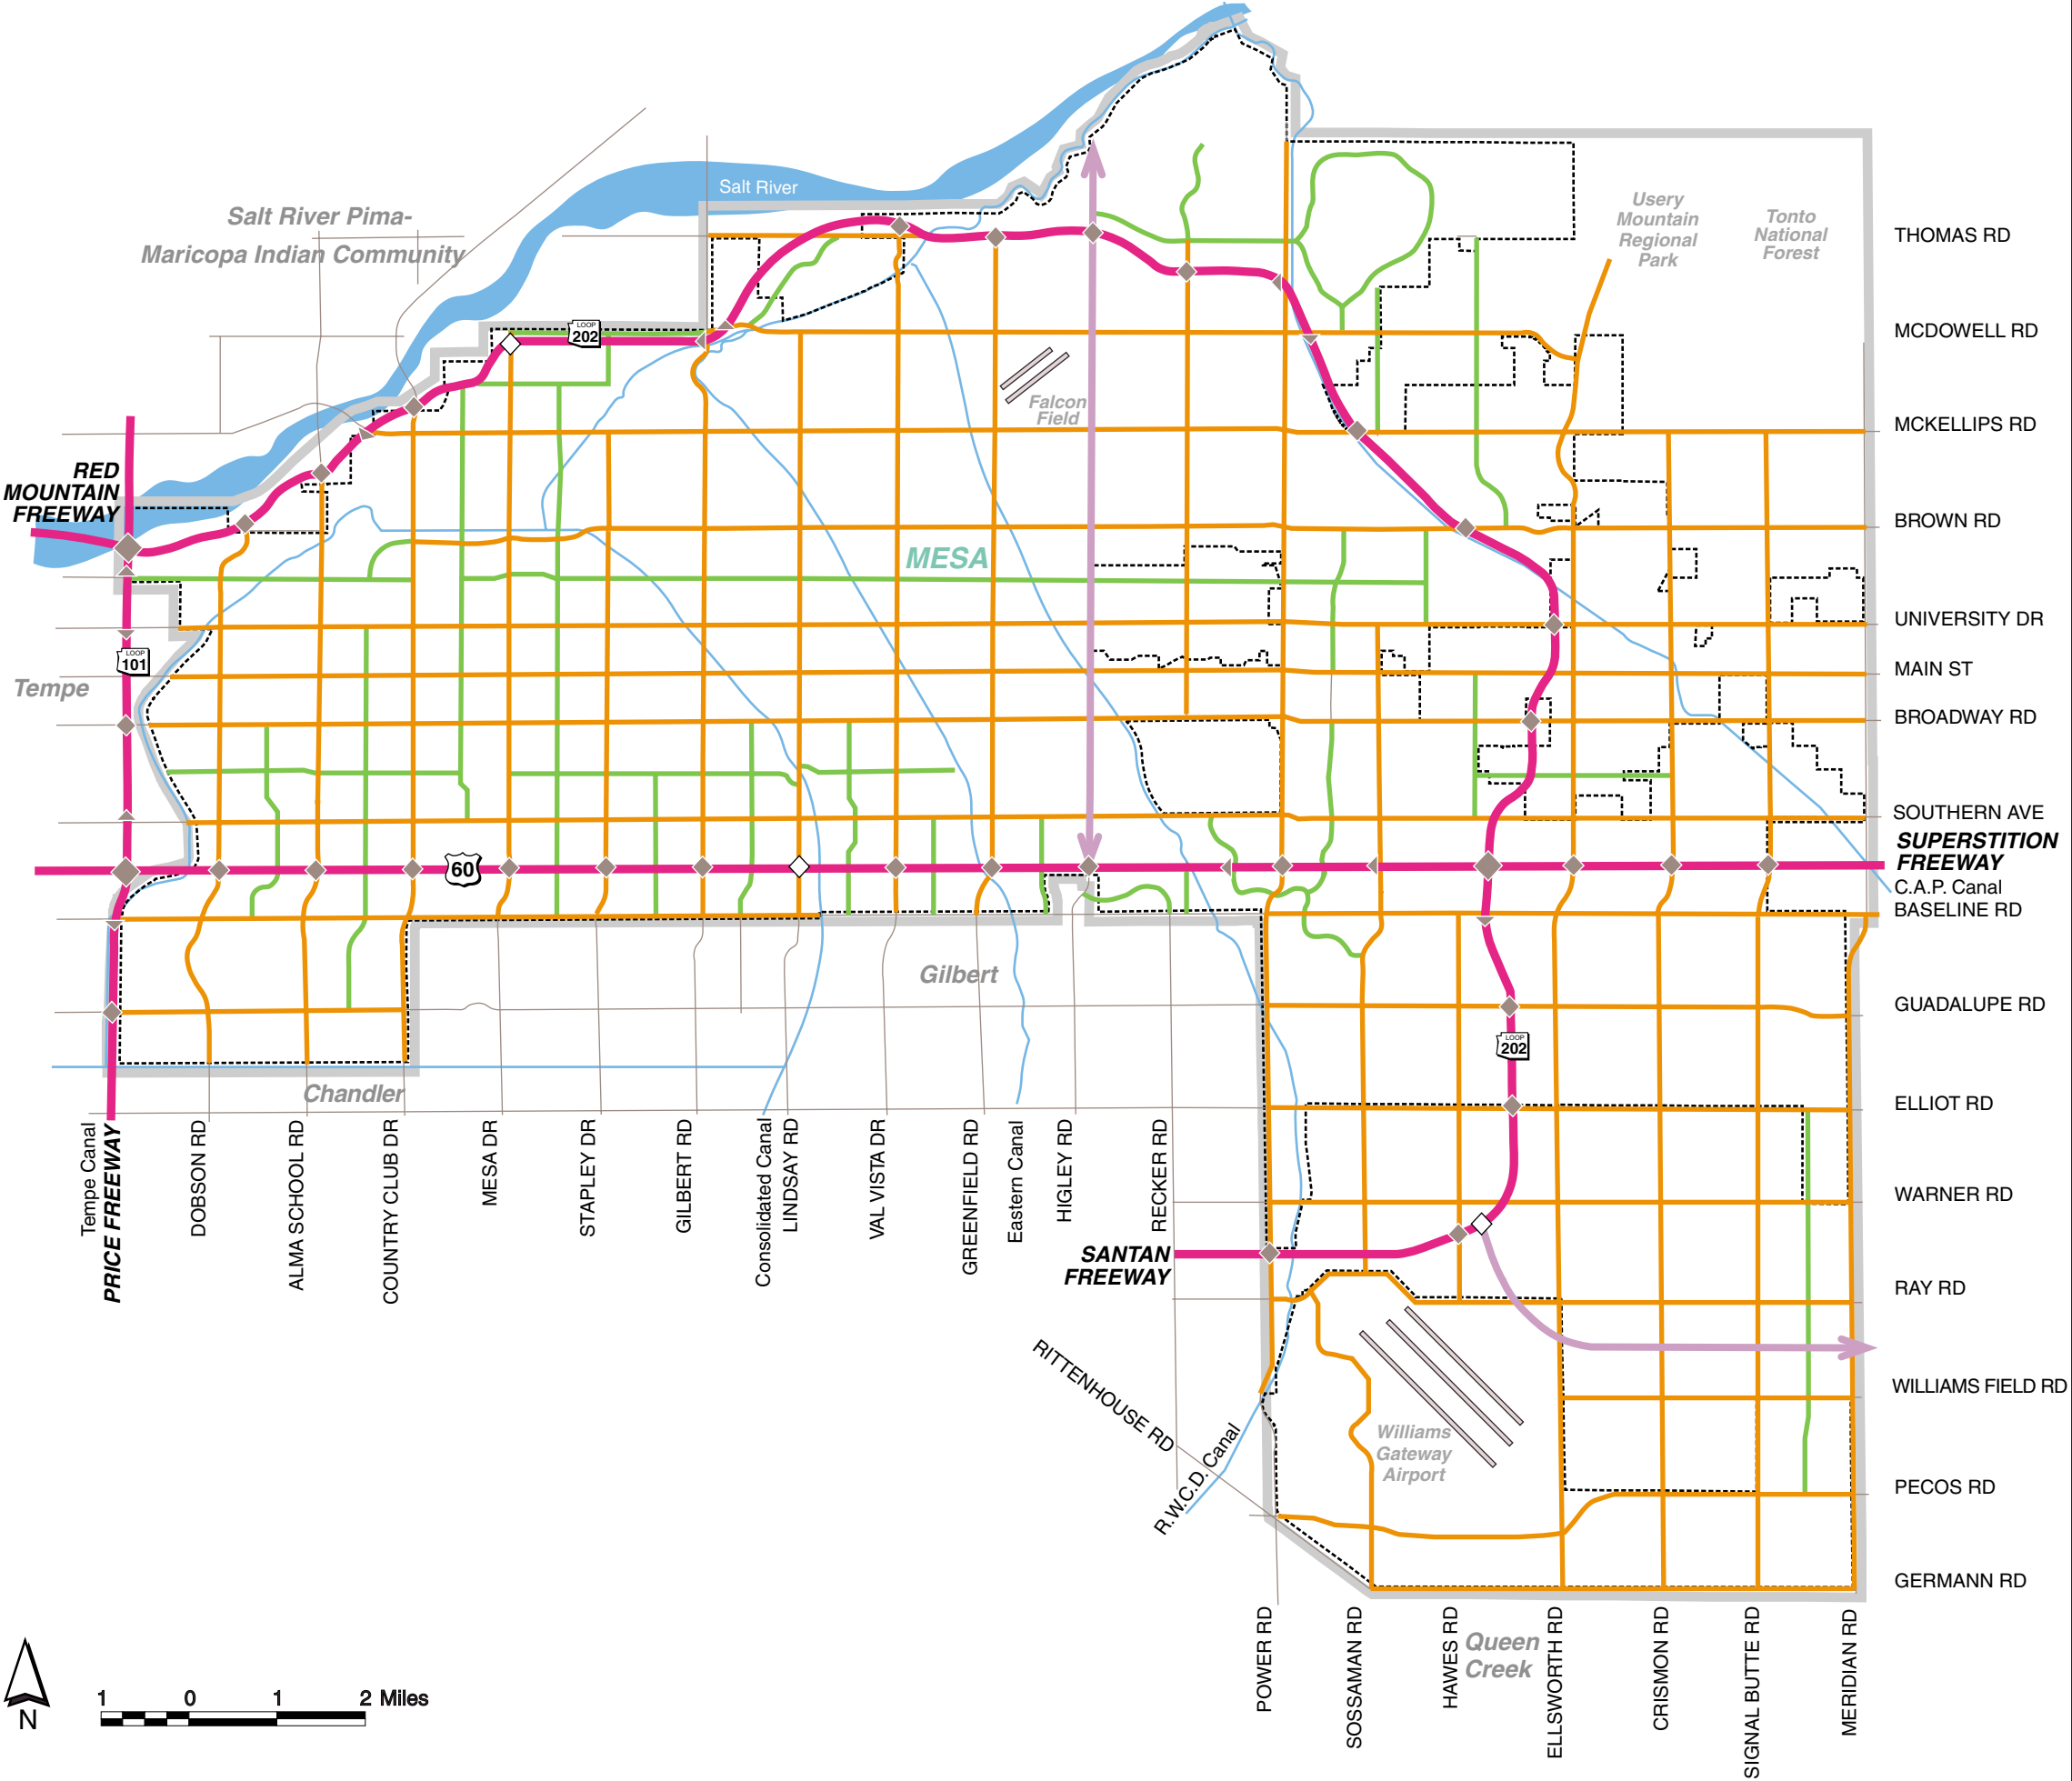 Salt River
Salt River Pima-
Maricopa Indian Community
Usery
Mountain
Regional
Park
Tonto
National
Forest
THOMAS RD
LOOP
202
MCDOWELL RD
Falcon
Field
MCKELLIPS RD
RED
MOUNTAIN
FREEWAY
BROWN RD
MESA
UNIVERSITY DR
LOOP
101
MAIN ST
Tempe
BROADWAY RD
SOUTHERN AVE
SUPERSTITION
FREEWAY
60
C.A.P. Canal
BASELINE RD
Gilbert
GUADALUPE RD
LOOP
202
Chandler
ELLIOT RD
Tempe Canal
PRICE FREEWAY
DOBSON RD
ALMA SCHOOL RD
COUNTRY CLUB DR
MESA DR
STAPLEY DR
GILBERT RD
Consolidated Canal
LINDSAY RD
VAL VISTA DR
GREENFIELD RD
Eastern Canal
HIGLEY RD
RECKER RD
WARNER RD
SANTAN
FREEWAY
RAY RD
RITTENHOUSE RD
WILLIAMS FIELD RD
R.W.C.D. Canal
Williams
Gateway
Airport
PECOS RD
GERMANN RD
POWER RD
SOSSAMAN RD
HAWES RD
Queen
Creek
ELLSWORTH RD
CRISMON RD
SIGNAL BUTTE RD
MERIDIAN RD
N
1 0 1 2 Miles